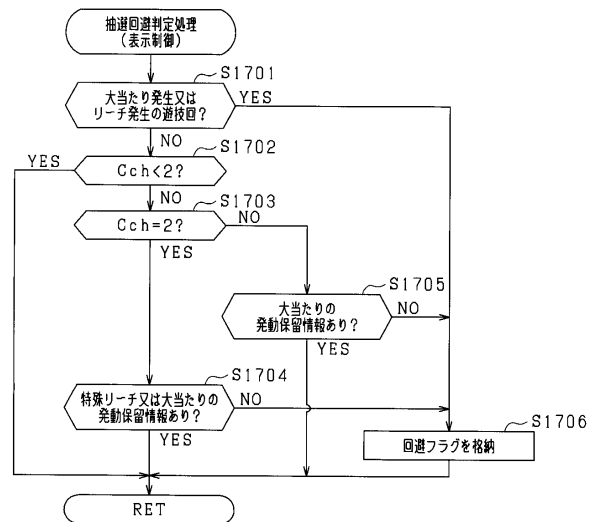 抽選回避判定処理
(表示制御)
S1701
大当たり発生又は
リーチ発生の遊技回?
YES
NO
S1702
YES
Cch<2?
NO
S1703
Cch=2?
NO
YES
S1705
大当たりの
発動保留情報あり?
NO
YES
S1704
特殊リーチ又は大当たりの
発動保留情報あり?
NO
YES
S1706
回避フラグを格納
RET